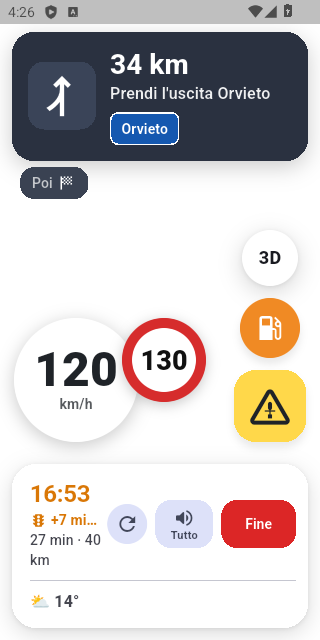 4:26
34 km
Prendi l'uscita Orvieto
Orvieto
Poi
3D
120
km/h
130
16:53
+7 mi…
27 min · 40
km
Tutto
Fine
14°